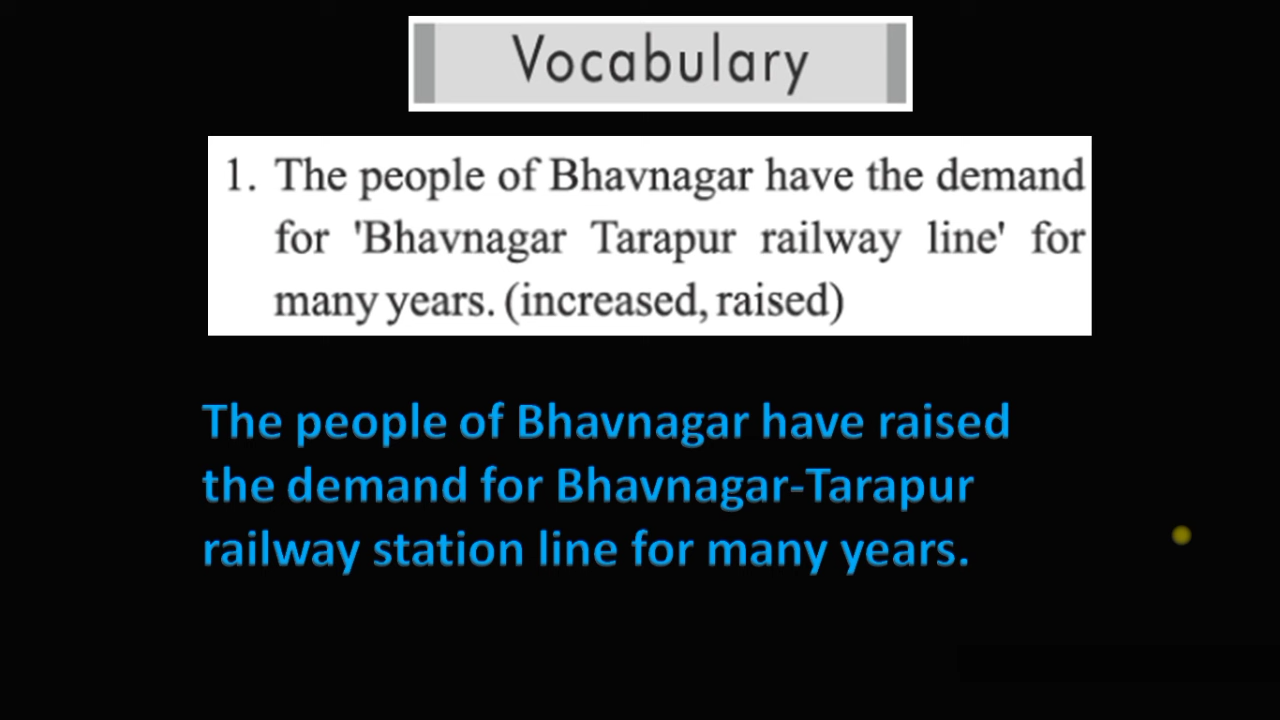 Vocabulary
1. The people of Bhavnagar have the demand
for 'Bhavnagar Tarapur railway line' for
many years. (increased, raised)
The people of Bhavnagar have raised
the demand for Bhavnagar-Tarapur
railway station line for many years.